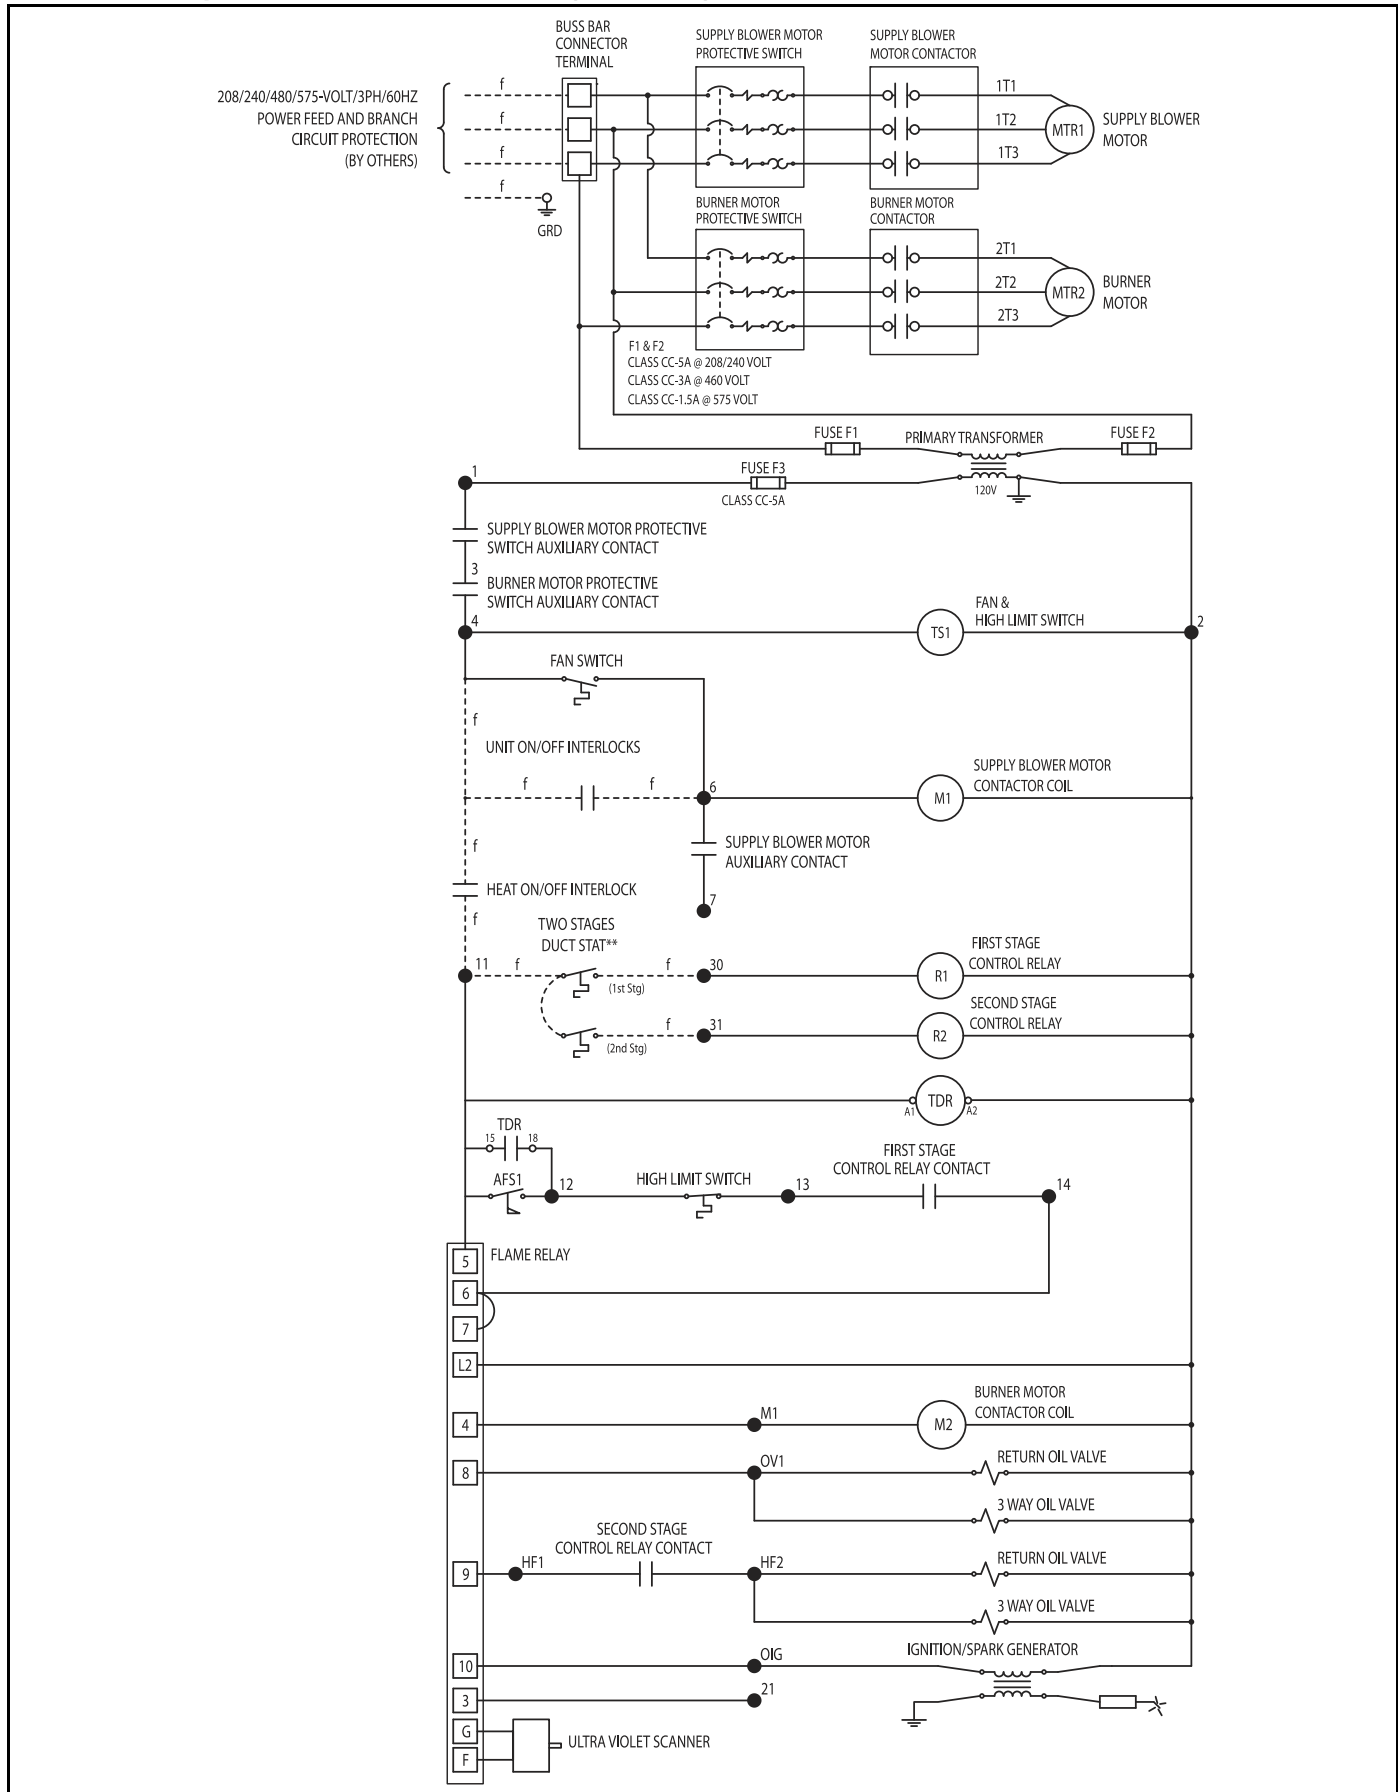 BUSS BAR
CONNECTOR
TERMINAL
SUPPLY BLOWER MOTOR
PROTECTIVE SWITCH
SUPPLY BLOWER
MOTOR CONTACTOR
208/240/480/575-VOLT/3PH/60HZ
POWER FEED AND BRANCH
CIRCUIT PROTECTION
(BY OTHERS)
f
f
f
f
GRD
1T1
1T2
1T3
MTR1
SUPPLY BLOWER
MOTOR
BURNER MOTOR
PROTECTIVE SWITCH
BURNER MOTOR
CONTACTOR
2T1
2T2
2T3
MTR2
BURNER
MOTOR
F1 & F2
CLASS CC-5A @ 208/240 VOLT
CLASS CC-3A @ 460 VOLT
CLASS CC-1.5A @ 575 VOLT
FUSE F1
PRIMARY TRANSFORMER
FUSE F2
1
FUSE F3
CLASS CC-5A
120V
SUPPLY BLOWER MOTOR PROTECTIVE
SWITCH AUXILIARY CONTACT
3
BURNER MOTOR PROTECTIVE
SWITCH AUXILIARY CONTACT
4
TS1
FAN &
HIGH LIMIT SWITCH
2
FAN SWITCH
f
UNIT ON/OFF INTERLOCKS
f
f
6
M1
SUPPLY BLOWER MOTOR
CONTACTOR COIL
SUPPLY BLOWER MOTOR
AUXILIARY CONTACT
7
f
HEAT ON/OFF INTERLOCK
f
TWO STAGES
DUCT STAT**
11
f
(1st Stg)
f
30
R1
FIRST STAGE
CONTROL RELAY
(2nd Stg)
f
31
R2
SECOND STAGE
CONTROL RELAY
A1
TDR
A2
TDR
15
18
AFS1
12
HIGH LIMIT SWITCH
13
FIRST STAGE
CONTROL RELAY CONTACT
14
5
FLAME RELAY
6
7
L2
4
M1
M2
BURNER MOTOR
CONTACTOR COIL
8
OV1
RETURN OIL VALVE
3 WAY OIL VALVE
SECOND STAGE
CONTROL RELAY CONTACT
9
HF1
HF2
RETURN OIL VALVE
3 WAY OIL VALVE
10
OIG
IGNITION/SPARK GENERATOR
3
21
G
F
ULTRA VIOLET SCANNER